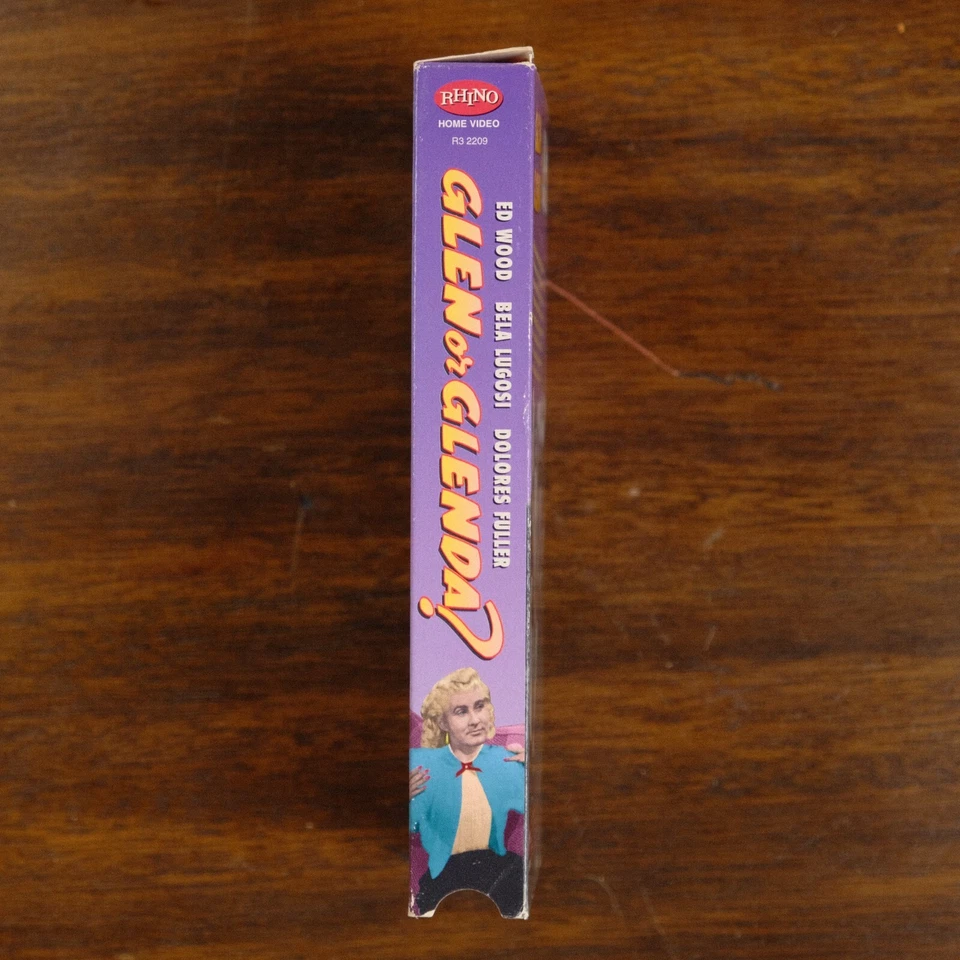 RHINO
HOME VIDEO
R3 2209
ED WOOD BELA LUGOSI DOLORES FULLER
GLEN or GLENDA?